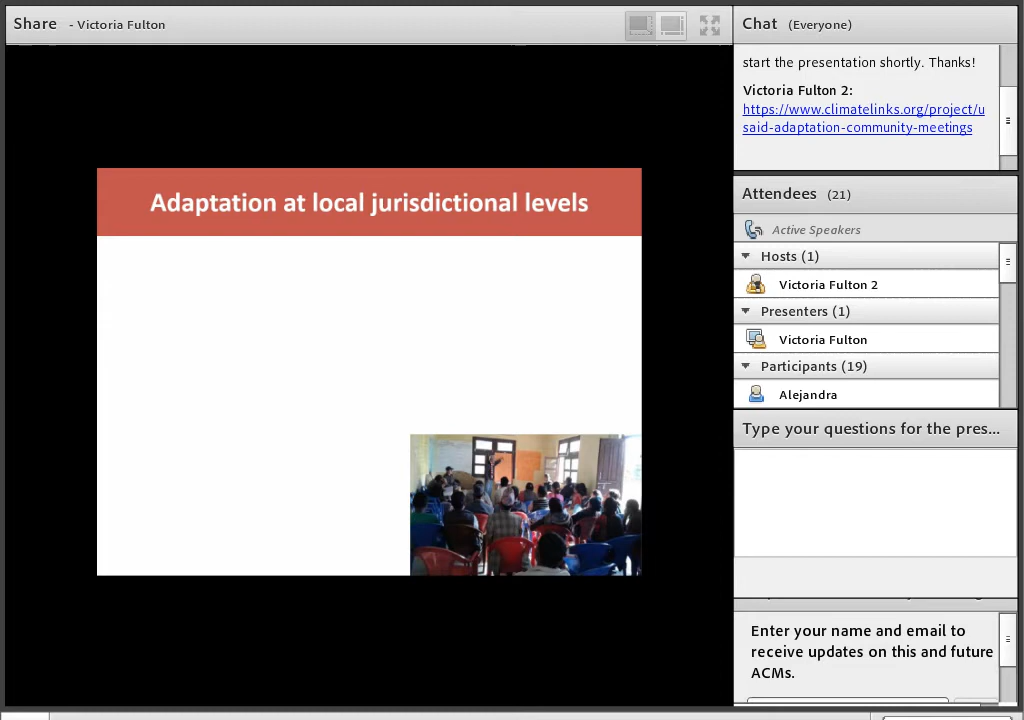 Share - Victoria Fulton
Adaptation at local jurisdictional levels
Chat (Everyone)
start the presentation shortly. Thanks!
Victoria Fulton 2:
https://www.climatelinks.org/project/u
said-adaptation-community-meetings
Attendees (21)
Active Speakers
Hosts (1)
Victoria Fulton 2
Presenters (1)
Victoria Fulton
Participants (19)
Alejandra
Type your questions for the pres...
Enter your name and email to
receive updates on this and future
ACMs.